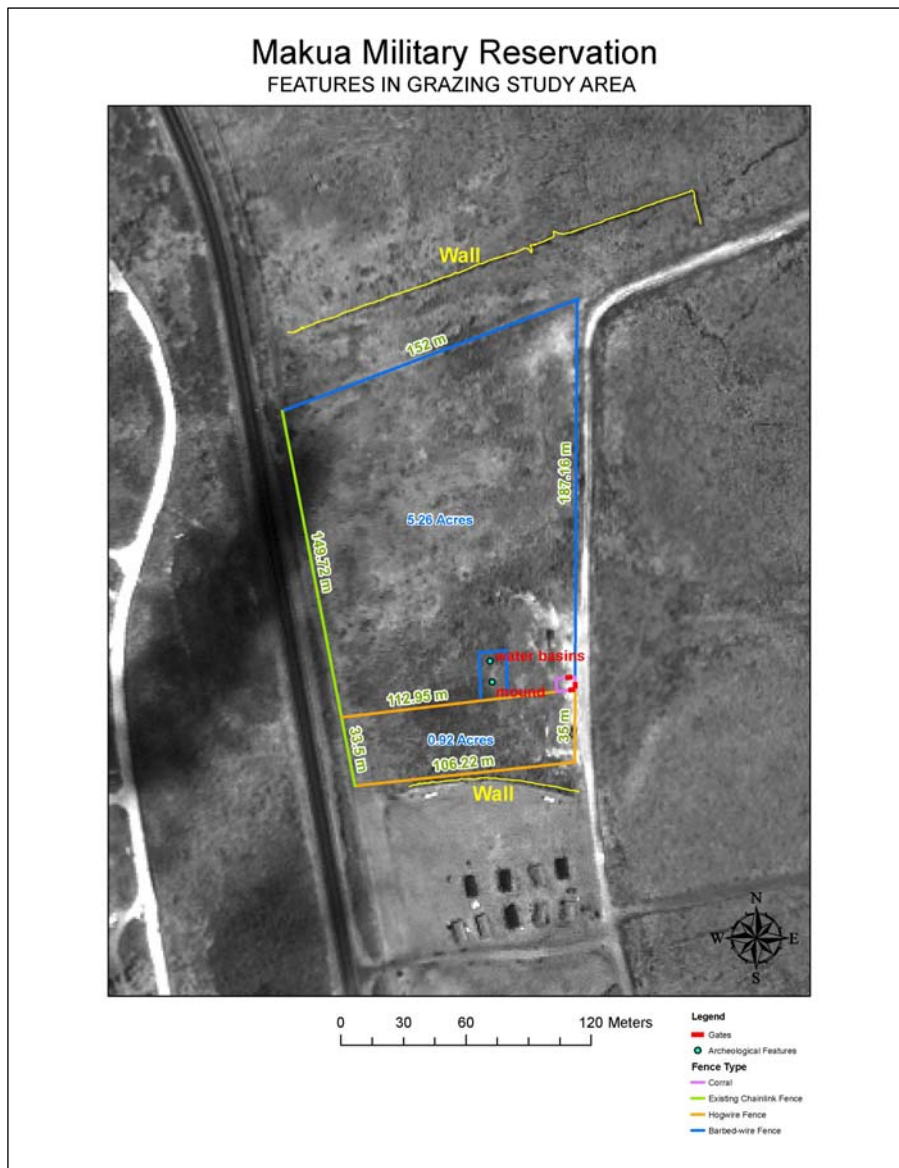 Makua Military Reservation
FEATURES IN GRAZING STUDY AREA
Wall
152 m
187.16 m
5.26 Acres
149.72 m
water basins
mound
112.95 m
35 m
0.92 Acres
33.5 m
106.22 m
Wall
N
W E
S
0 30 60 120 Meters
Legend
Gates
Archeological Features
Fence Type
Corral
Existing Chainlink Fence
Hogwire Fence
Barbed-wire Fence